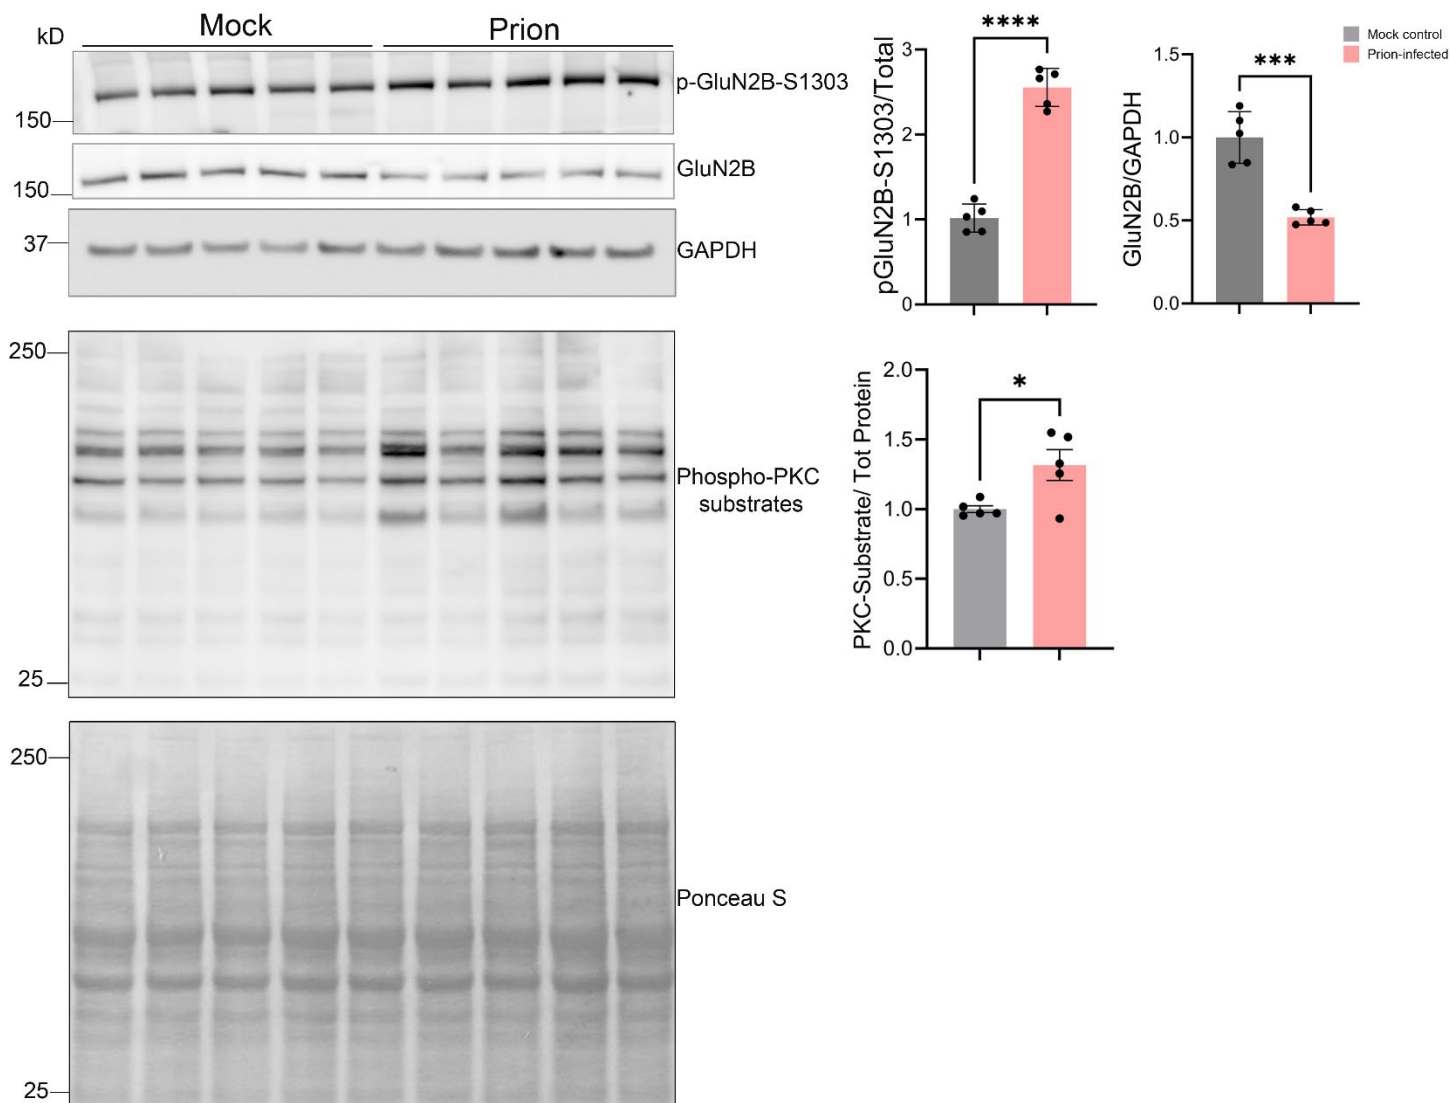 kD
Mock
Prion
p-GluN2B-S1303
150
GluN2B
150
37
GAPDH
250
Phospho-PKC
substrates
25
250
Ponceau S
25
****
3
2
1
0
pGluN2B-S1303/Total
***
1.5
1.0
0.5
0.0
GluN2B/GAPDH
Mock control
Prion-infected
*
2.0
1.5
1.0
0.5
0.0
PKC-Substrate/ Tot Protein